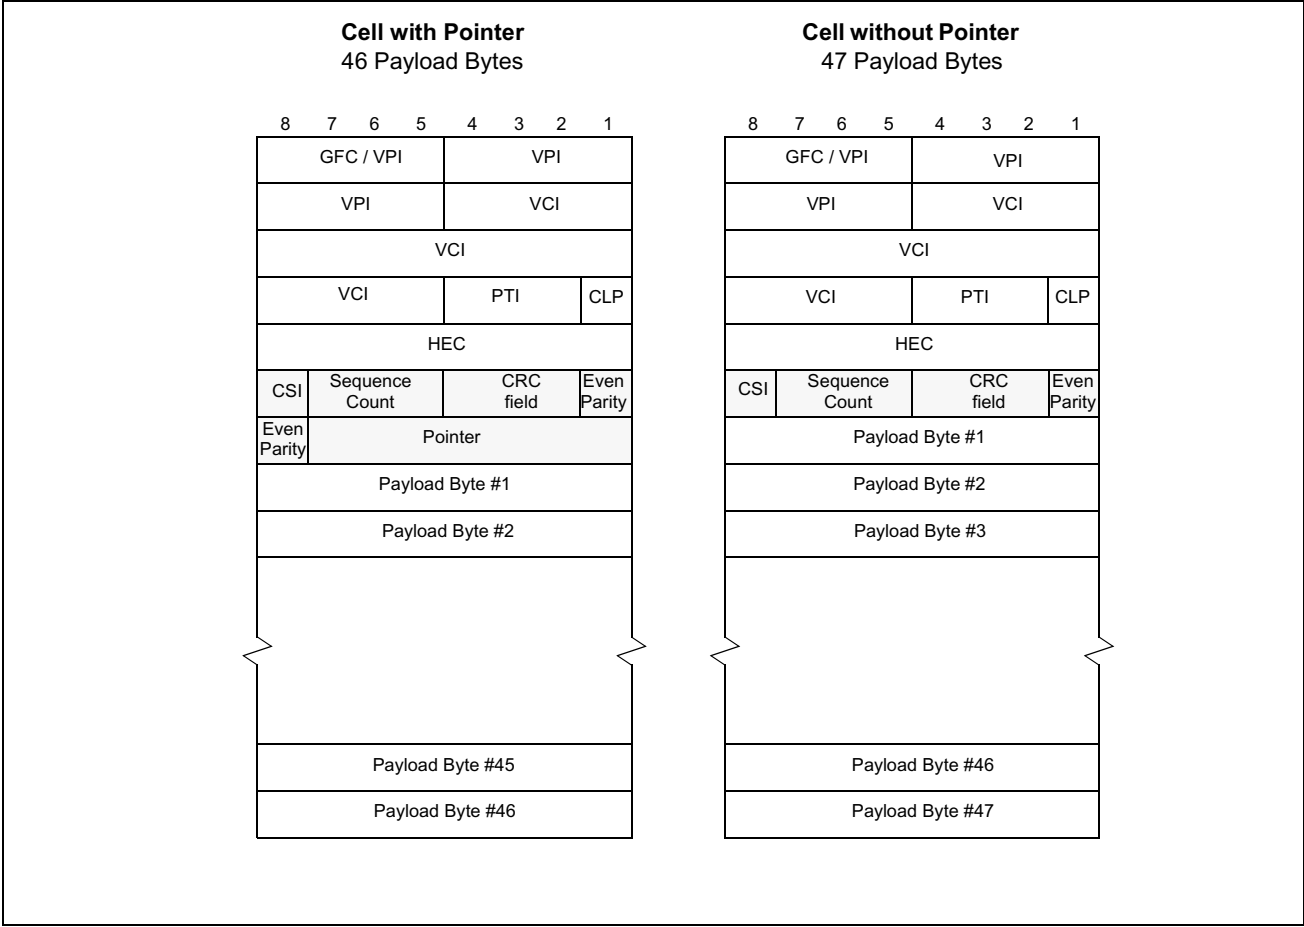 Cell with Pointer
46 Payload Bytes
8 7 6 5 4 3 2 1
GFC / VPI VPI
VPI VCI
VCI
VCI PTI CLP
HEC
CSI Sequence Count CRC field Even Parity
Even Parity Pointer
Payload Byte #1
Payload Byte #2
Payload Byte #45
Payload Byte #46
Cell without Pointer
47 Payload Bytes
8 7 6 5 4 3 2 1
GFC / VPI VPI
VPI VCI
VCI
VCI PTI CLP
HEC
CSI Sequence Count CRC field Even Parity
Payload Byte #1
Payload Byte #2
Payload Byte #3
Payload Byte #46
Payload Byte #47